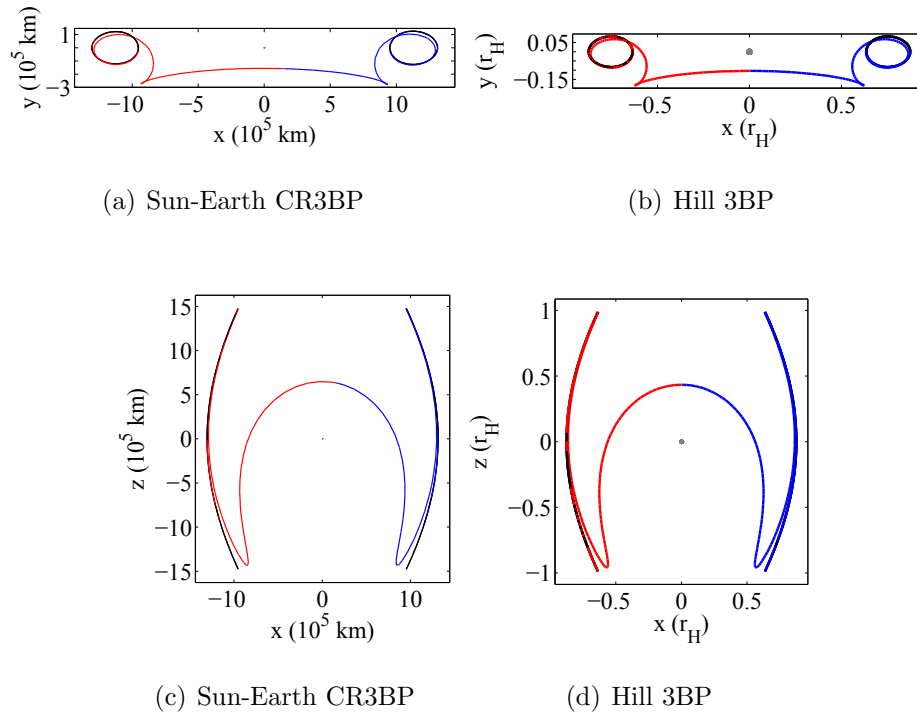 y (10^5 km)
1
−3
−10
−5
0
5
10
x (10^5 km)
(a) Sun-Earth CR3BP
y (r_H)
0.05
−0.15
−0.5
0
0.5
x (r_H)
(b) Hill 3BP
z (10^5 km)
15
10
5
0
−5
−10
−15
−10
0
10
x (10^5 km)
(c) Sun-Earth CR3BP
z (r_H)
1
0.5
0
−0.5
−1
−0.5
0
0.5
x (r_H)
(d) Hill 3BP